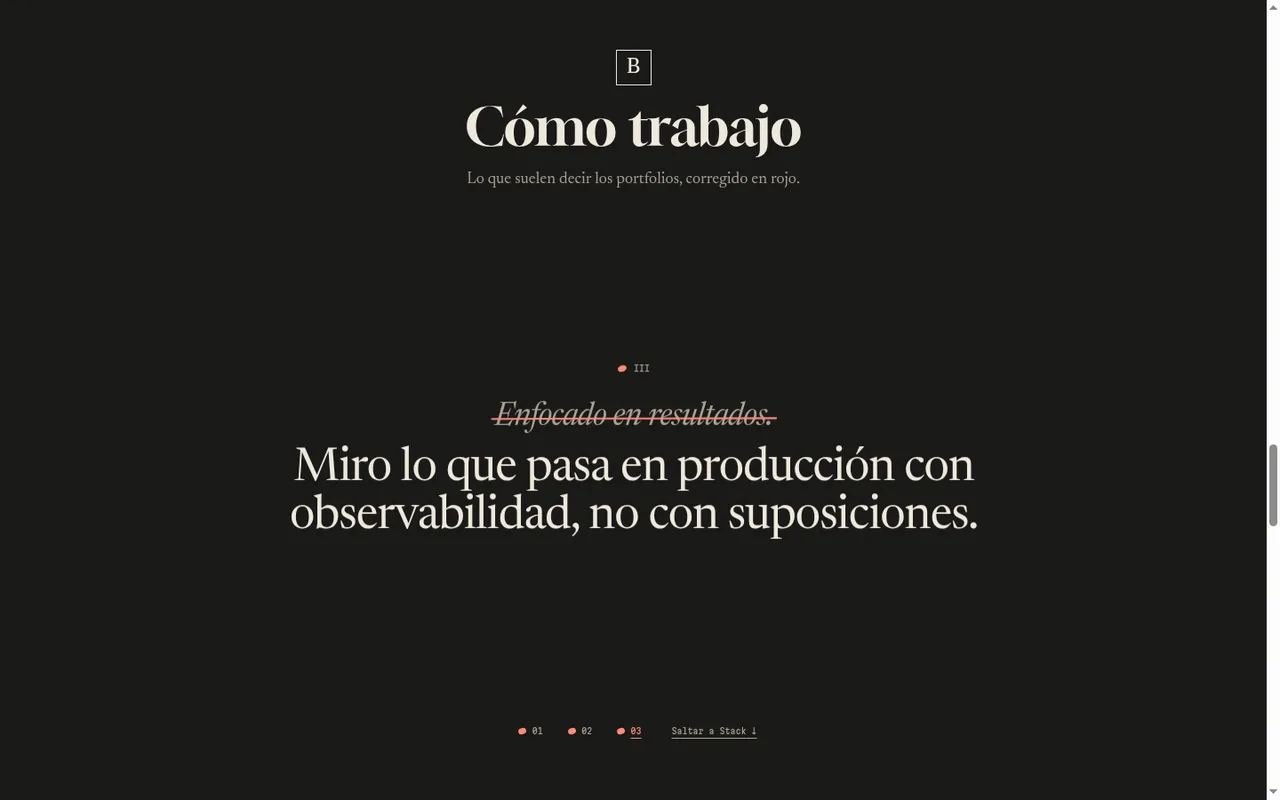 B
Cómo trabajo
Lo que suelen decir los portfolios, corregido en rojo.
III
Enfocado en resultados.
Miro lo que pasa en producción con
observabilidad, no con suposiciones.
01 02 03 Saltar a Stack ↓